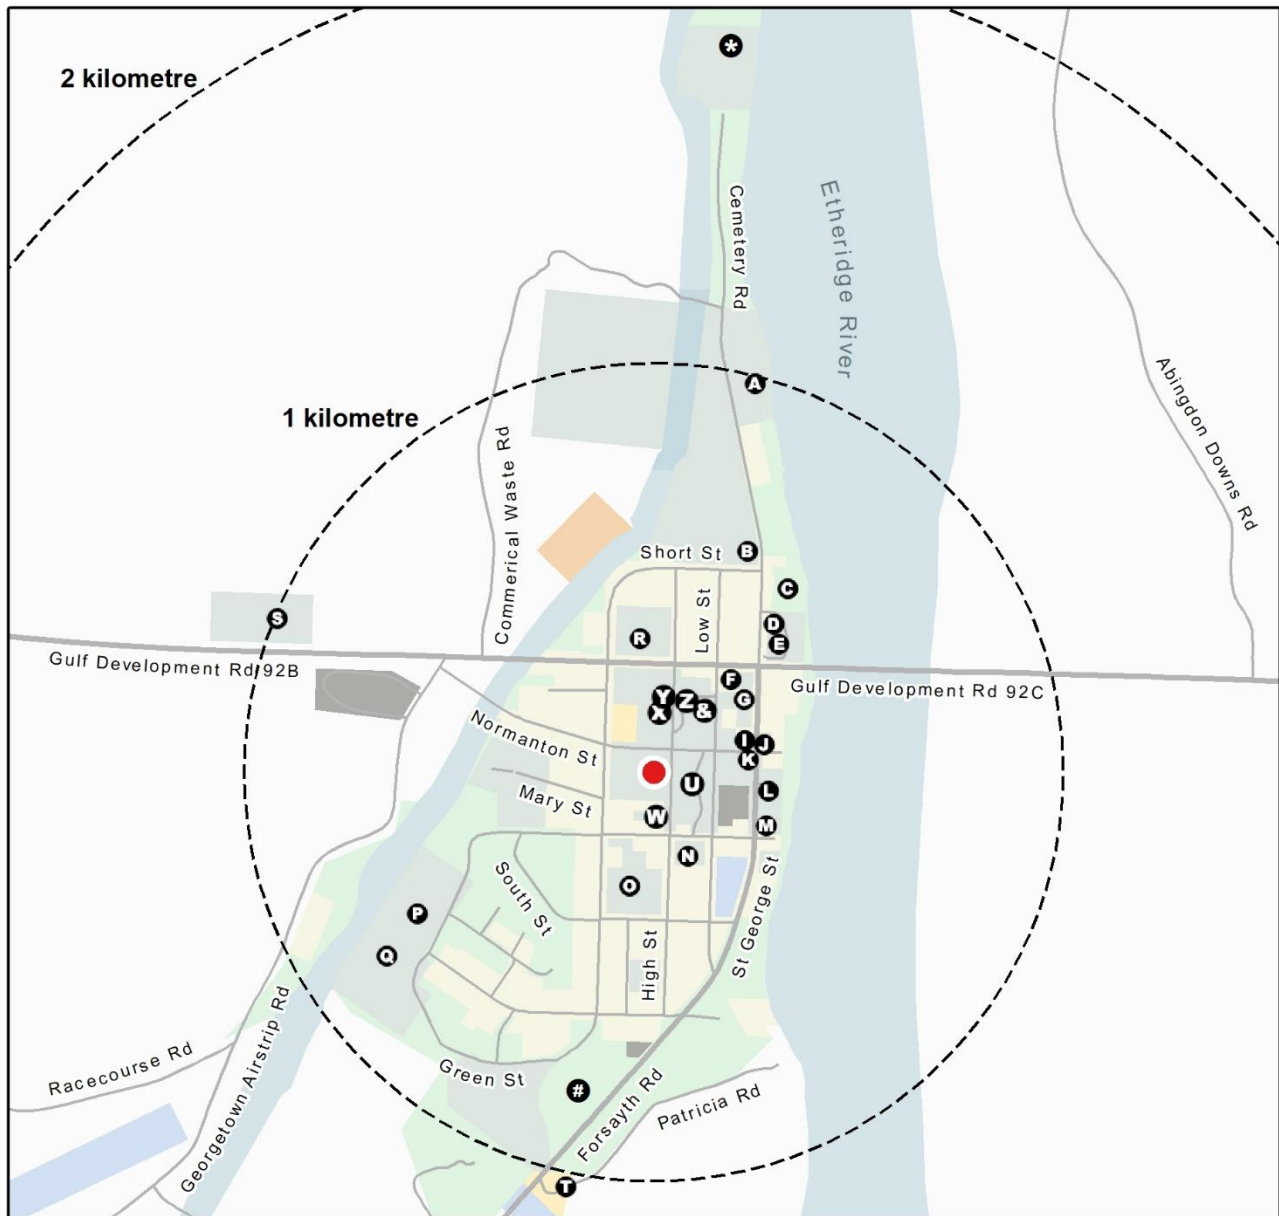 *
2 kilometre
Cemetery Rd
Etheridge River
Abingdon Downs Rd
A
1 kilometre
Commerical Waste Rd
Short St
B
C
S
Low St
D
R
E
Gulf Development Rd 92B
F
Gulf Development Rd 92C
Y
Z
G
X
&
Normanton St
I
J
K
U
L
Mary St
W
M
N
South St
O
P
St George St
Q
High St
Georgetown Airstrip Rd
Racecourse Rd
Green St
#
Forsayth Rd
Patricia Rd
T